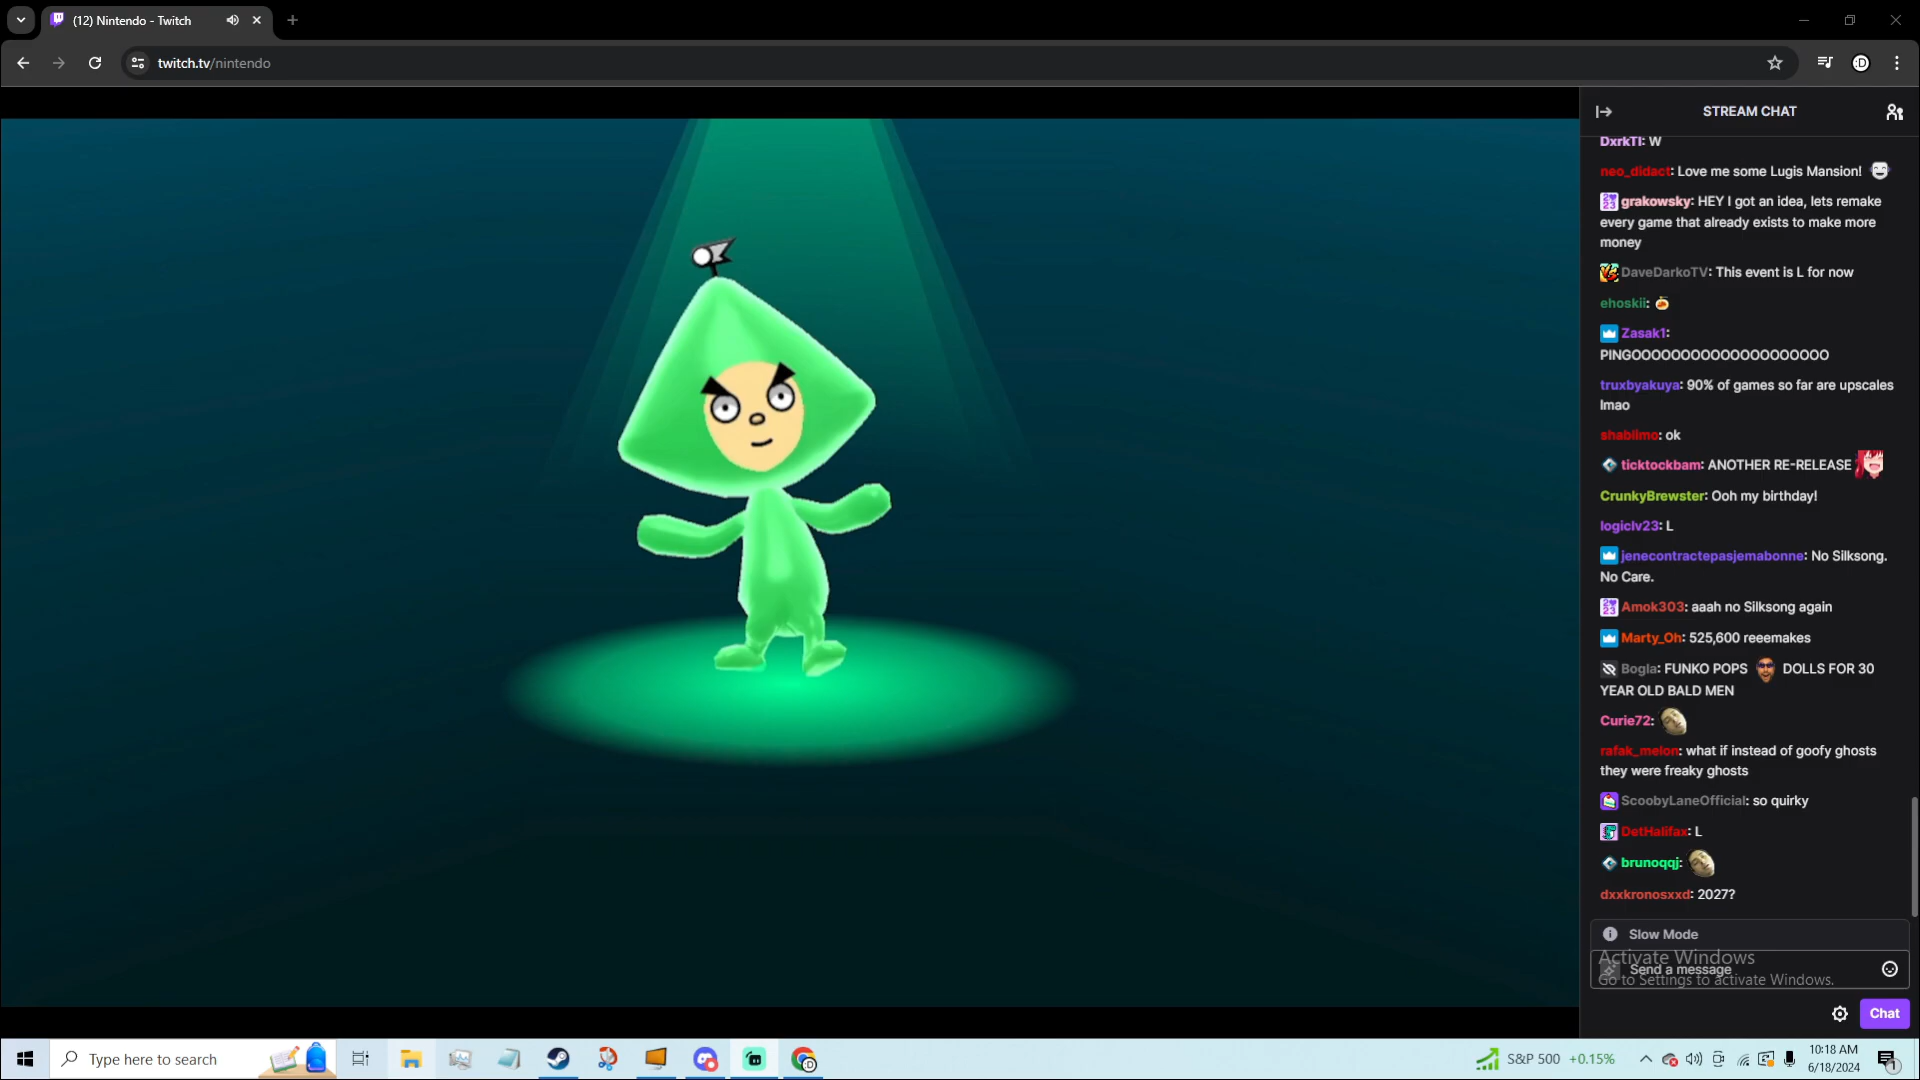 (12) Nintendo - Twitch
twitch.tv/nintendo
STREAM CHAT
DxrkTI: W
neo_didact: Love me some Lugis Mansion!
grakowsky: HEY I got an idea, lets remake
every game that already exists to make more
money
DaveDarkoTV: This event is L for now
ehoskii:
Zasak1:
PINGOOOOOOOOOOOOOOOOOOOO
truxbyakuya: 90% of games so far are upscales
lmao
shablimo: ok
ticktockbam: ANOTHER RE-RELEASE
CrunkyBrewster: Ooh my birthday!
logiclv23: L
jenecontractepasjemabonne: No Silksong.
No Care.
Amok303: aaah no Silksong again
Marty_Oh: 525,600 reeemakes
Bogla: FUNKO POPS DOLLS FOR 30
YEAR OLD BALD MEN
Curie72:
rafak_melon: what if instead of goofy ghosts
they were freaky ghosts
ScoobyLaneOfficial: so quirky
DetHalifax: L
brunoqqj:
dxxkronosxxd: 2027?
Slow Mode
Activate Windows
Send a message
Go to Settings to activate Windows.
Chat
Type here to search
S&P 500 +0.15%
10:18 AM
6/18/2024
1